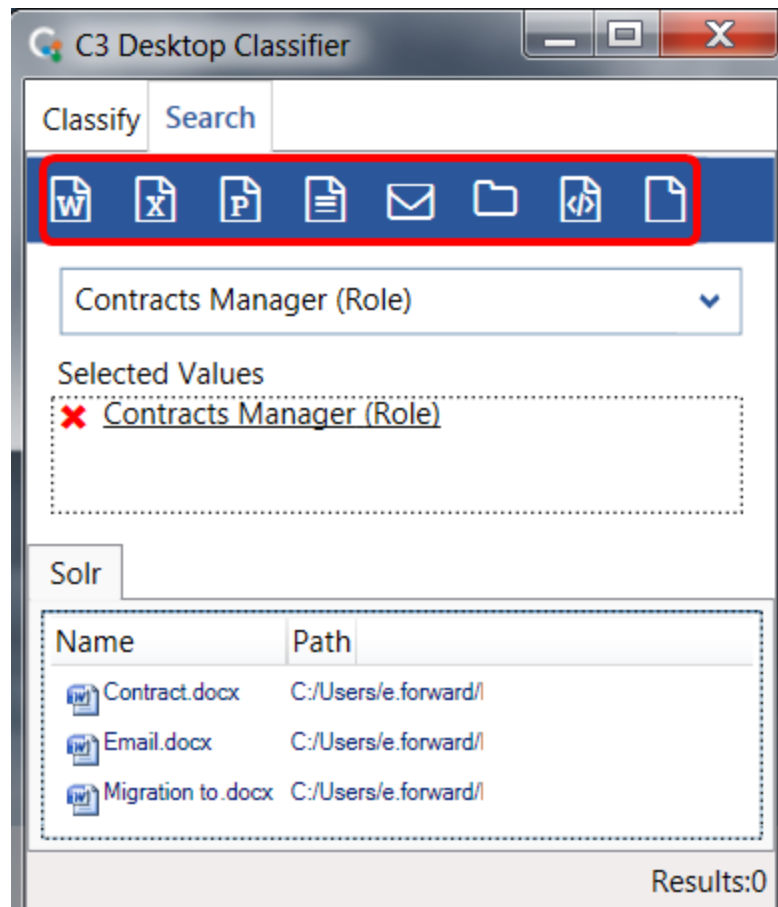 C3 Desktop Classifier
Classify Search
W X P </>
Contracts Manager (Role)
Selected Values
Contracts Manager (Role)
Solr
Name Path
Contract.docx C:/Users/e.forward/
Email.docx C:/Users/e.forward/
Migration to.docx C:/Users/e.forward/
Results:0